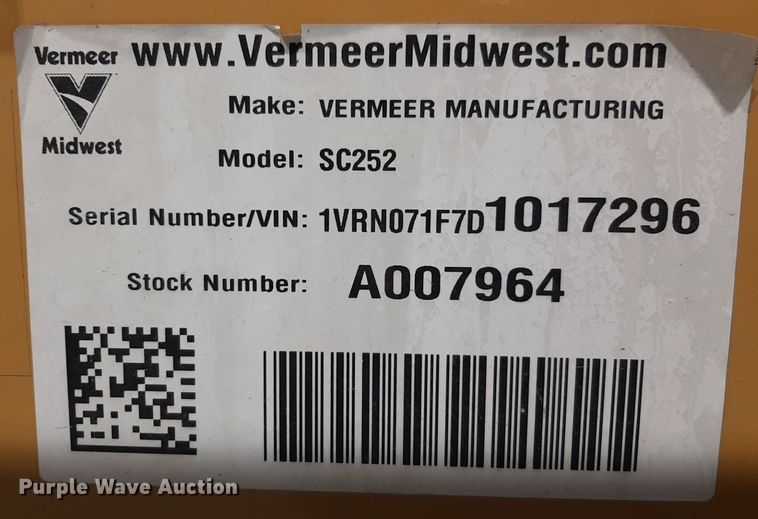 Vermeer www.VermeerMidwest.com
Midwest
Make: VERMEER MANUFACTURING
Model: SC252
Serial Number/VIN: 1VRN071F7D1017296
Stock Number: A007964
Purple Wave Auction